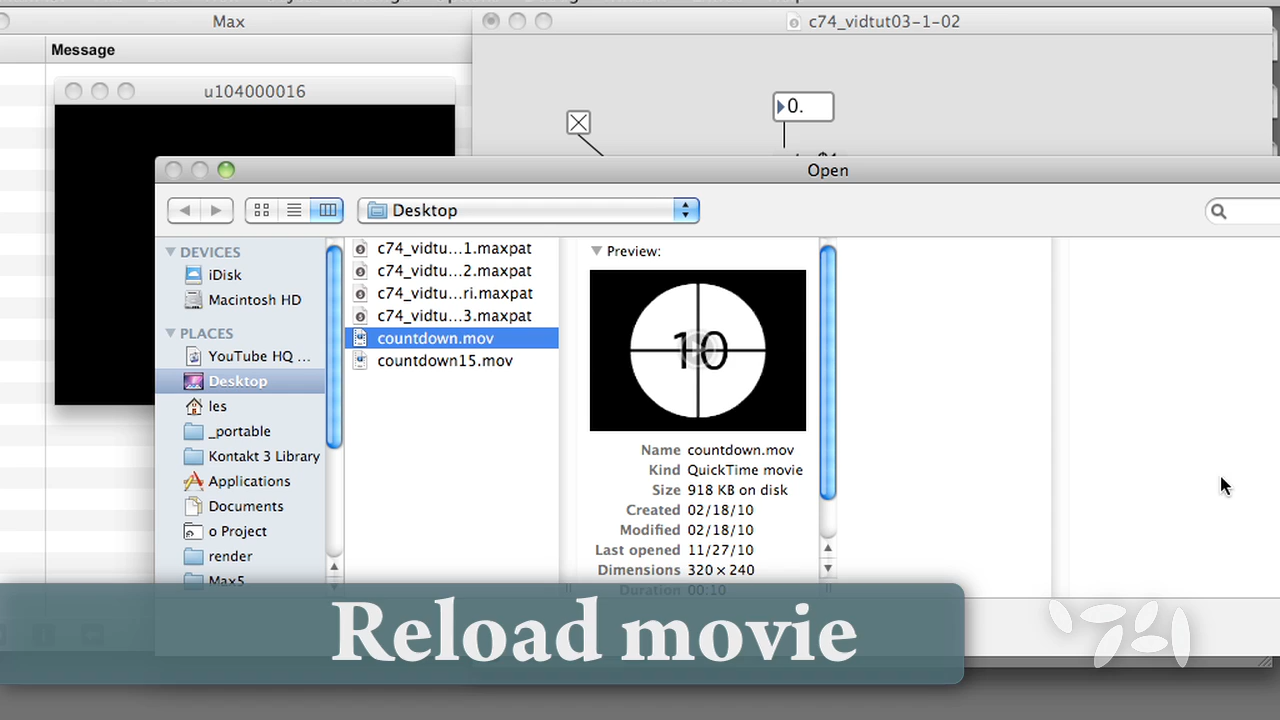 Max
c74_vidtut03-1-02
Message
u104000016
0.
Open
Desktop
DEVICES
iDisk
Macintosh HD
PLACES
YouTube HQ ...
Desktop
les
_portable
Kontakt 3 Library
Applications
Documents
o Project
render
Max5
c74_vidtu...1.maxpat
c74_vidtu...2.maxpat
c74_vidtu...ri.maxpat
c74_vidtu...3.maxpat
countdown.mov
countdown15.mov
Preview:
10
Name countdown.mov
Kind QuickTime movie
Size 918 KB on disk
Created 02/18/10
Modified 02/18/10
Last opened 11/27/10
Dimensions 320 × 240
Duration 00:10
Reload movie